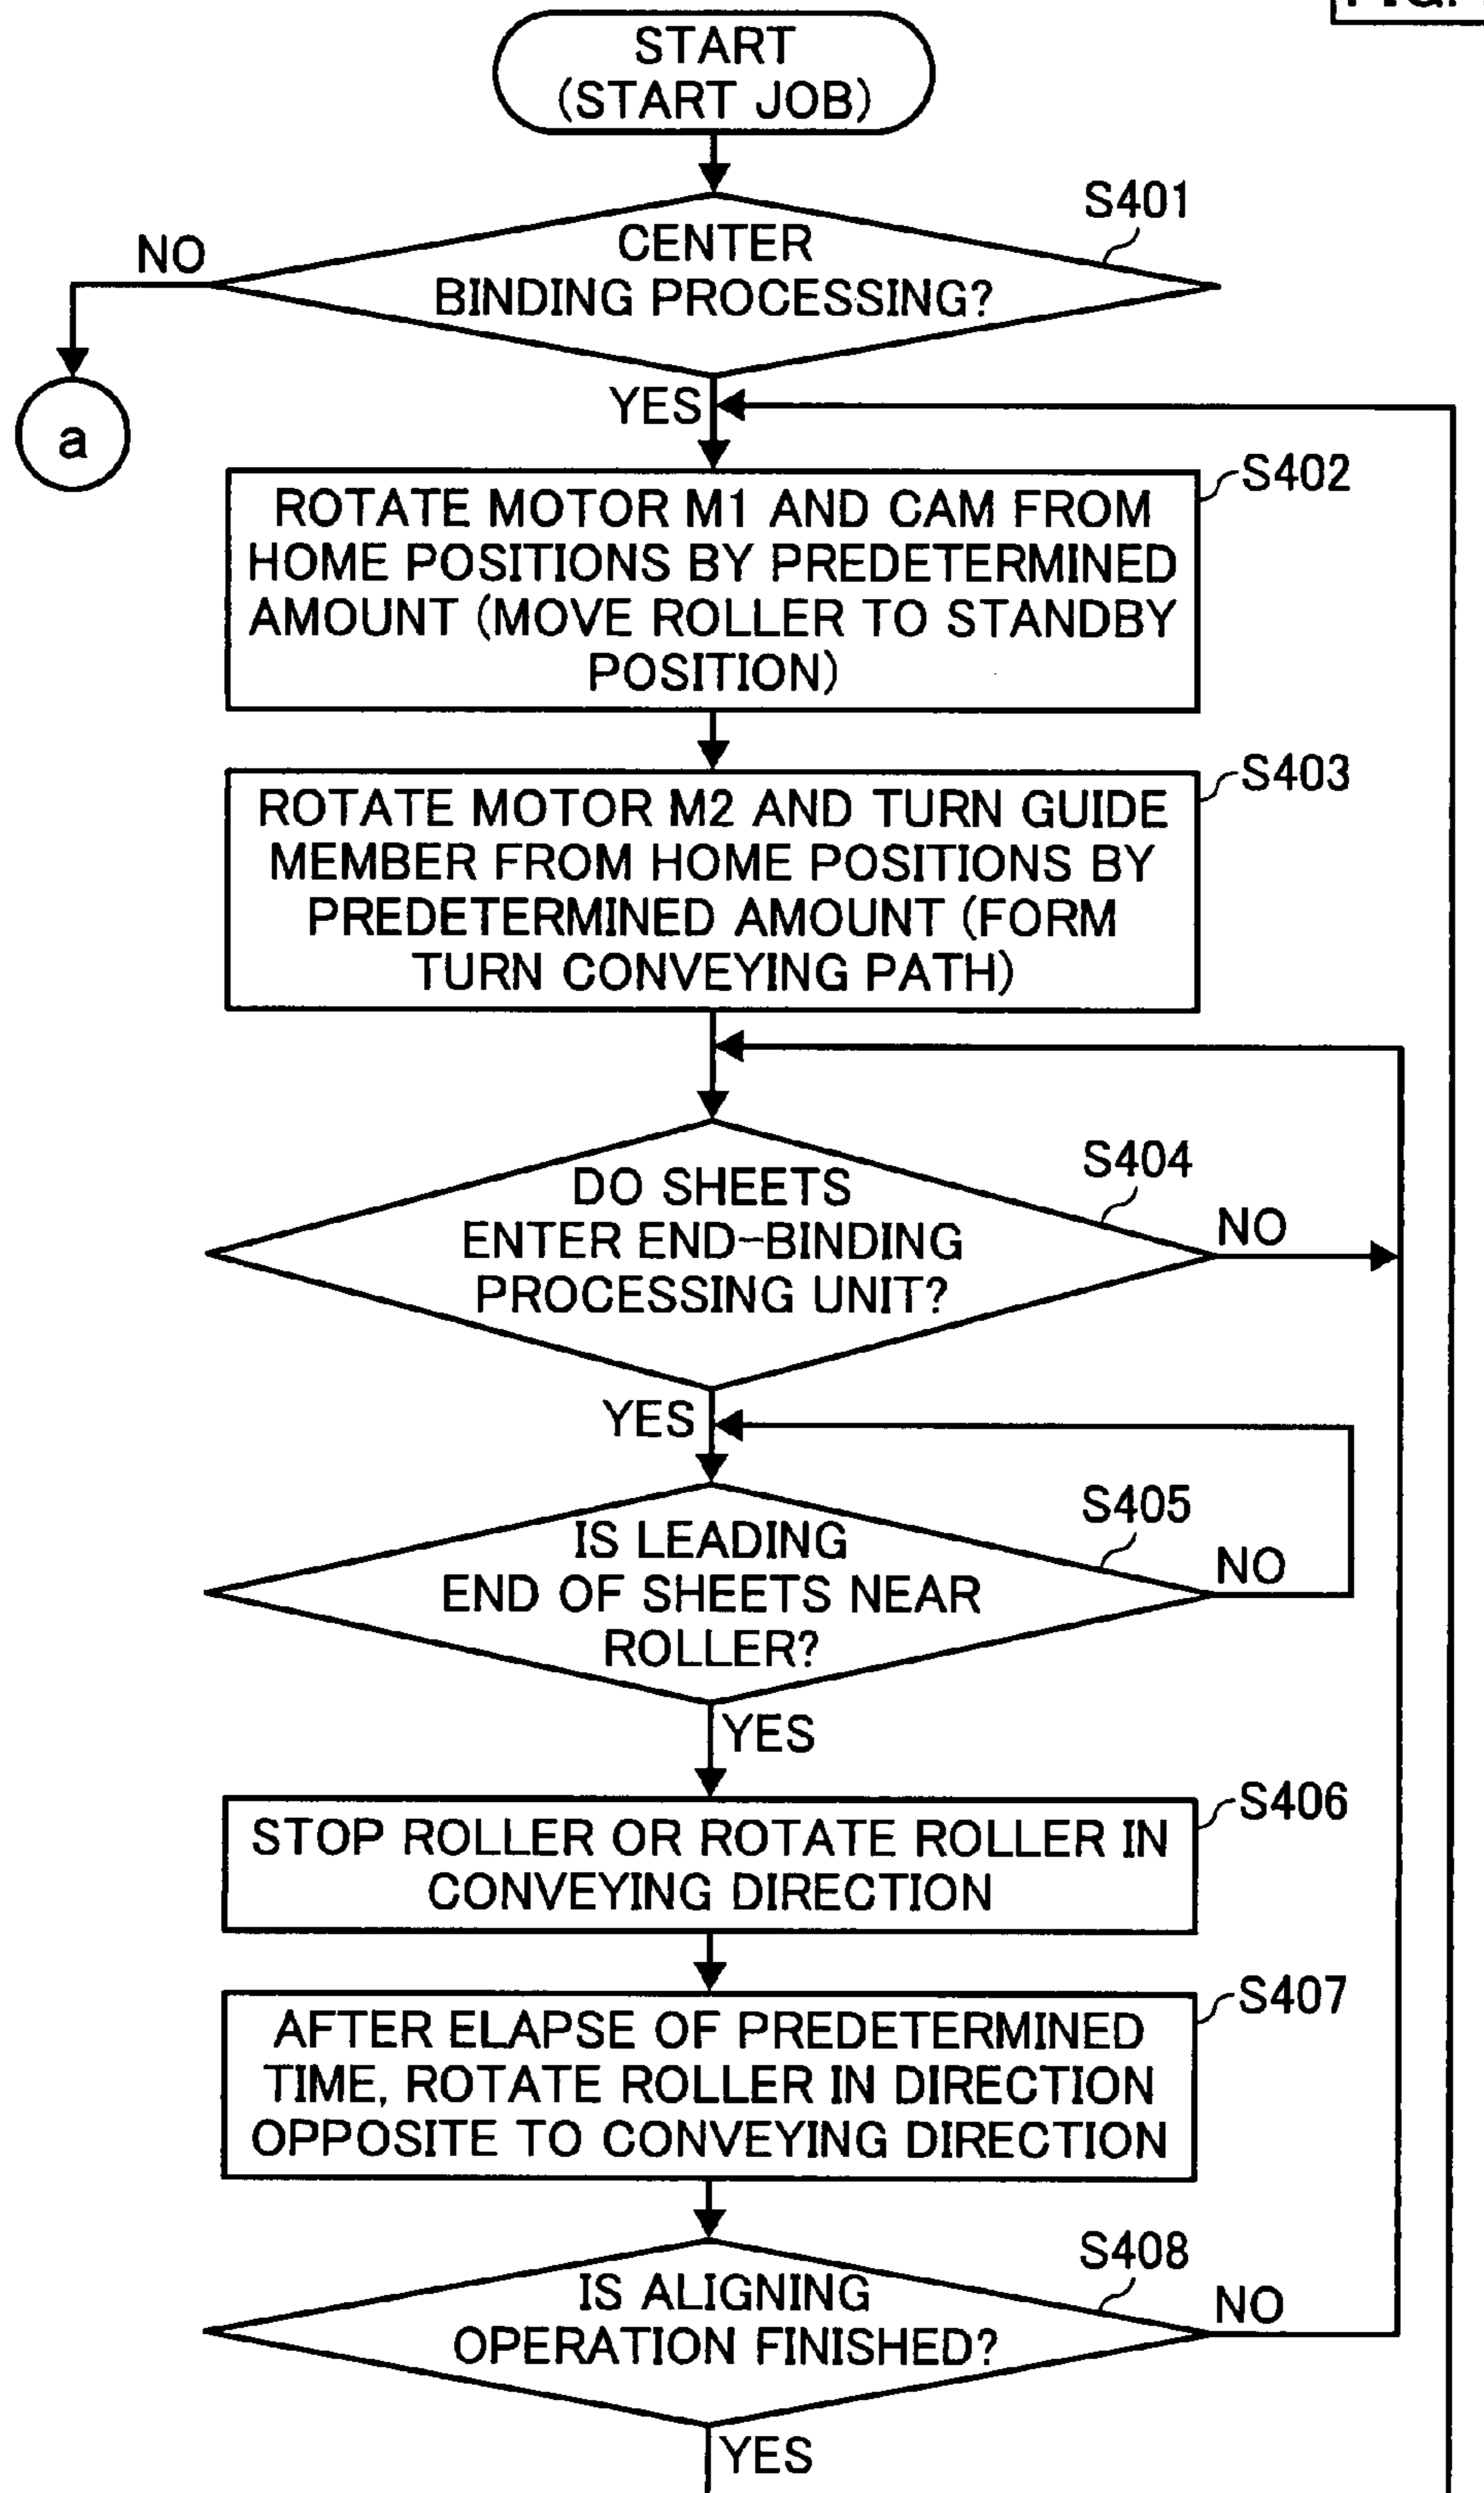 START
(START JOB)
S401
CENTER
BINDING PROCESSING?
NO
a
YES
S402
ROTATE MOTOR M1 AND CAM FROM
HOME POSITIONS BY PREDETERMINED
AMOUNT (MOVE ROLLER TO STANDBY
POSITION)
S403
ROTATE MOTOR M2 AND TURN GUIDE
MEMBER FROM HOME POSITIONS BY
PREDETERMINED AMOUNT (FORM
TURN CONVEYING PATH)
S404
DO SHEETS
ENTER END-BINDING
PROCESSING UNIT?
NO
YES
S405
IS LEADING
END OF SHEETS NEAR
ROLLER?
NO
YES
S406
STOP ROLLER OR ROTATE ROLLER IN
CONVEYING DIRECTION
S407
AFTER ELAPSE OF PREDETERMINED
TIME, ROTATE ROLLER IN DIRECTION
OPPOSITE TO CONVEYING DIRECTION
S408
IS ALIGNING
OPERATION FINISHED?
NO
YES